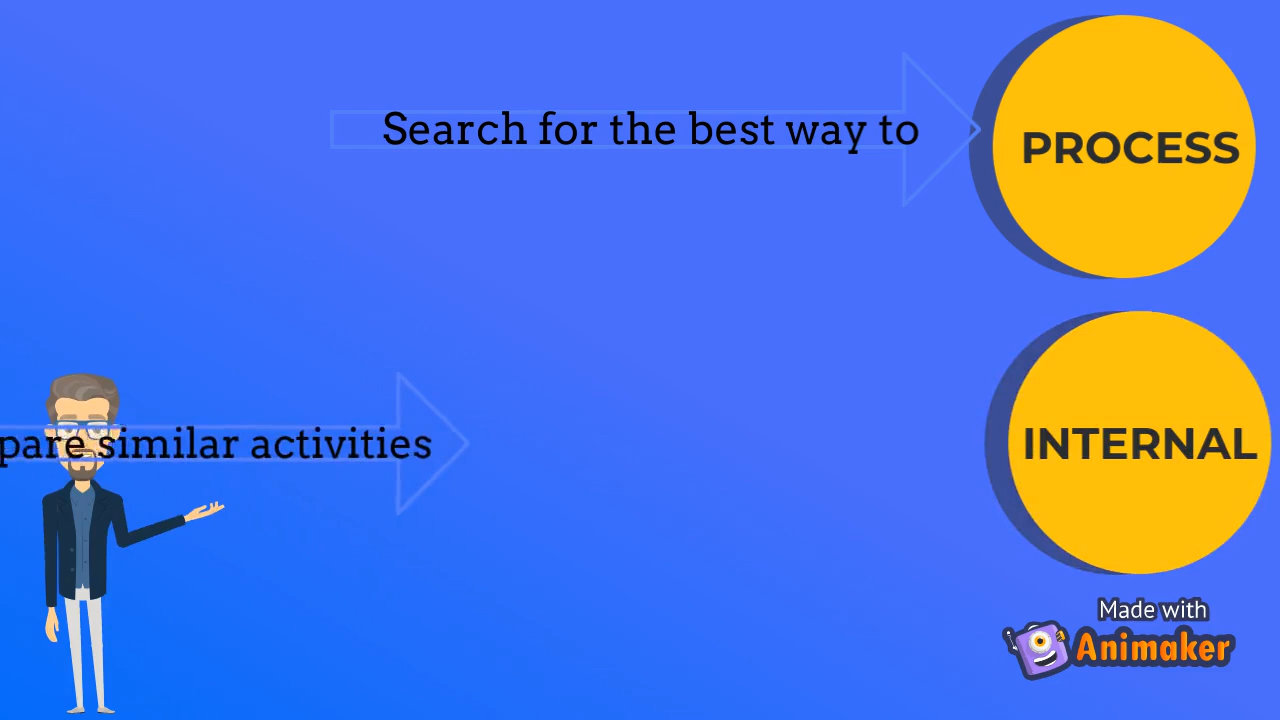 Search for the best way to
PROCESS
pare similar activities
INTERNAL
Made with
Animaker